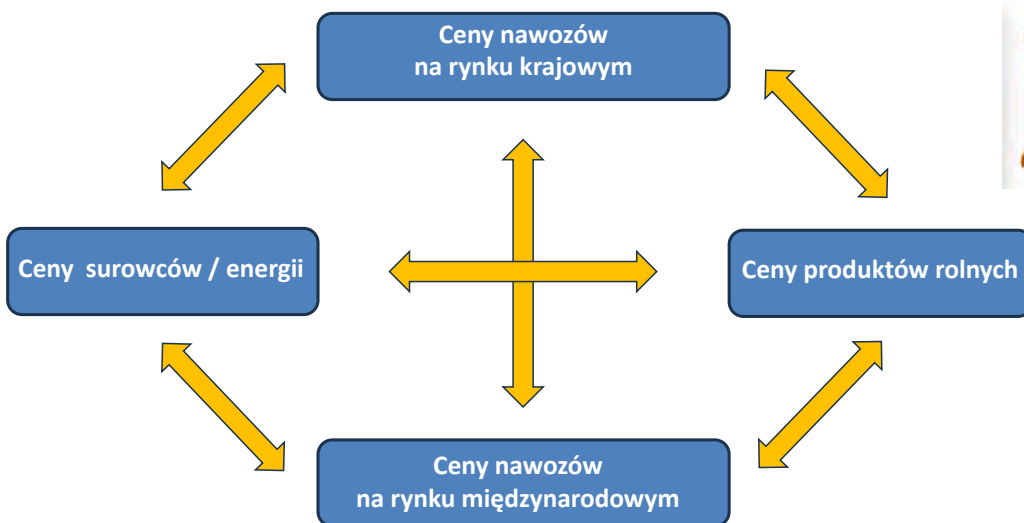 Ceny nawozów
na rynku krajowym
Ceny surowców / energii
Ceny produktów rolnych
Ceny nawozów
na rynku międzynarodowym